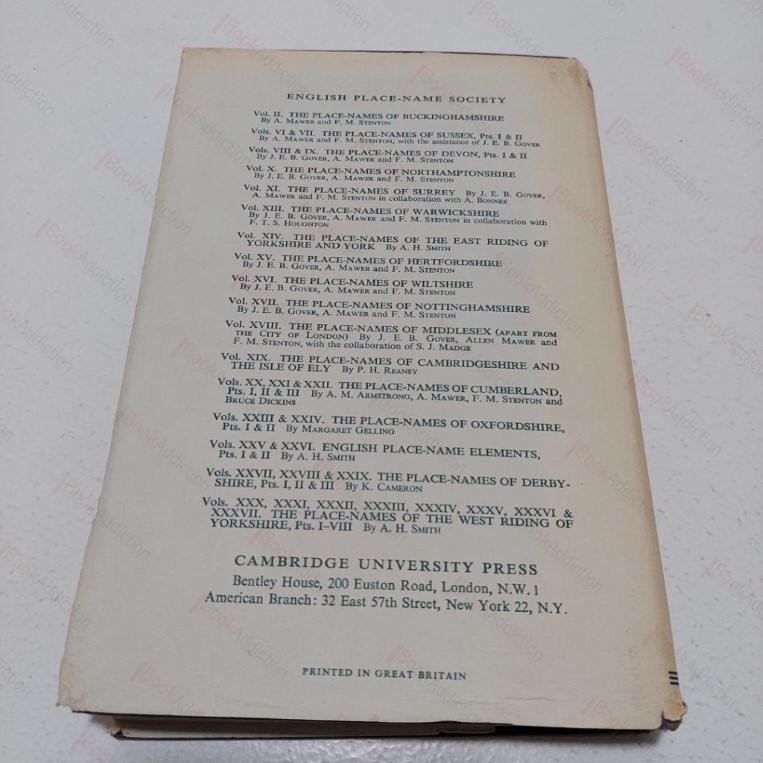 ENGLISH PLACE-NAME SOCIETY
Vol. II. THE PLACE-NAMES OF BUCKINGHAMSHIRE
By A. Mawer and F. M. Stenton
Vols. VI & VII. THE PLACE-NAMES OF SUSSEX, Pts. I & II
By A. Mawer and F. M. Stenton, with the assistance of J. E. B. Gover
Vols. VIII & IX. THE PLACE-NAMES OF DEVON, Pts. I & II
By J. E. B. Gover, A. Mawer and F. M. Stenton
Vol. X. THE PLACE-NAMES OF NORTHAMPTONSHIRE
By J. E. B. Gover, A. Mawer and F. M. Stenton
Vol. XI. THE PLACE-NAMES OF SURREY By J. E. B. Gover,
A. Mawer and F. M. Stenton in collaboration with A. Bonner
Vol. XIII. THE PLACE-NAMES OF WARWICKSHIRE
By J. E. B. Gover, A. Mawer and F. M. Stenton in collaboration with
F. T. S. Houghton
Vol. XIV. THE PLACE-NAMES OF THE EAST RIDING OF
YORKSHIRE AND YORK By A. H. Smith
Vol. XV. THE PLACE-NAMES OF HERTFORDSHIRE
By J. E. B. Gover, A. Mawer and F. M. Stenton
Vol. XVI. THE PLACE-NAMES OF WILTSHIRE
By J. E. B. Gover, A. Mawer and F. M. Stenton
Vol. XVII. THE PLACE-NAMES OF NOTTINGHAMSHIRE
By J. E. B. Gover, A. Mawer and F. M. Stenton
Vol. XVIII. THE PLACE-NAMES OF MIDDLESEX (APART FROM
THE CITY OF LONDON) By J. E. B. Gover, Allen Mawer and
F. M. Stenton, with the collaboration of S. J. Madge
Vol. XIX. THE PLACE-NAMES OF CAMBRIDGESHIRE AND
THE ISLE OF ELY By P. H. Reaney
Vols. XX, XXI & XXII. THE PLACE-NAMES OF CUMBERLAND,
Pts. I, II & III By A. M. Armstrong, A. Mawer, F. M. Stenton and
Bruce Dickins
Vols. XXIII & XXIV. THE PLACE-NAMES OF OXFORDSHIRE,
Pts. I & II By Margaret Gelling
Vols. XXV & XXVI. ENGLISH PLACE-NAME ELEMENTS,
Pts. I & II By A. H. Smith
Vols. XXVII, XXVIII & XXIX. THE PLACE-NAMES OF DERBY-
SHIRE, Pts. I, II & III By K. Cameron
Vols. XXX, XXXI, XXXII, XXXIII, XXXIV, XXXV, XXXVI &
XXXVII. THE PLACE-NAMES OF THE WEST RIDING OF
YORKSHIRE, Pts. I–VIII By A. H. Smith
CAMBRIDGE UNIVERSITY PRESS
Bentley House, 200 Euston Road, London, N.W. 1
American Branch: 32 East 57th Street, New York 22, N.Y.
PRINTED IN GREAT BRITAIN
BookAddiction